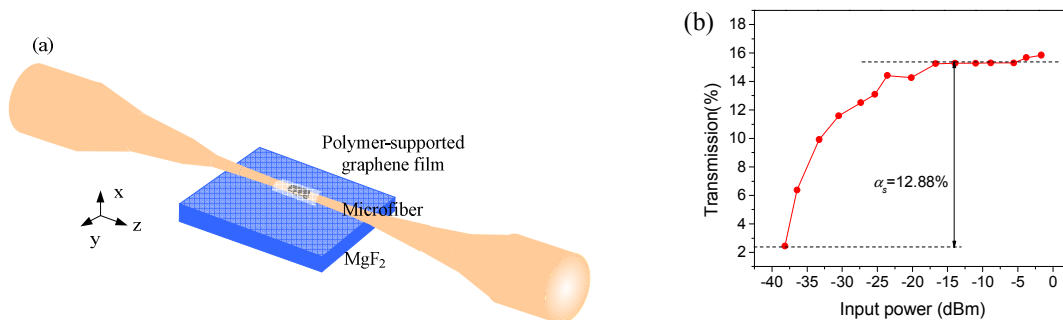 (a)
Polymer-supported
graphene film
Microfiber
MgF₂
x
y
z
(b)
Transmission(%)
18
16
14
12
10
8
6
4
2
αs=12.88%
-40 -35 -30 -25 -20 -15 -10 -5 0
Input power (dBm)